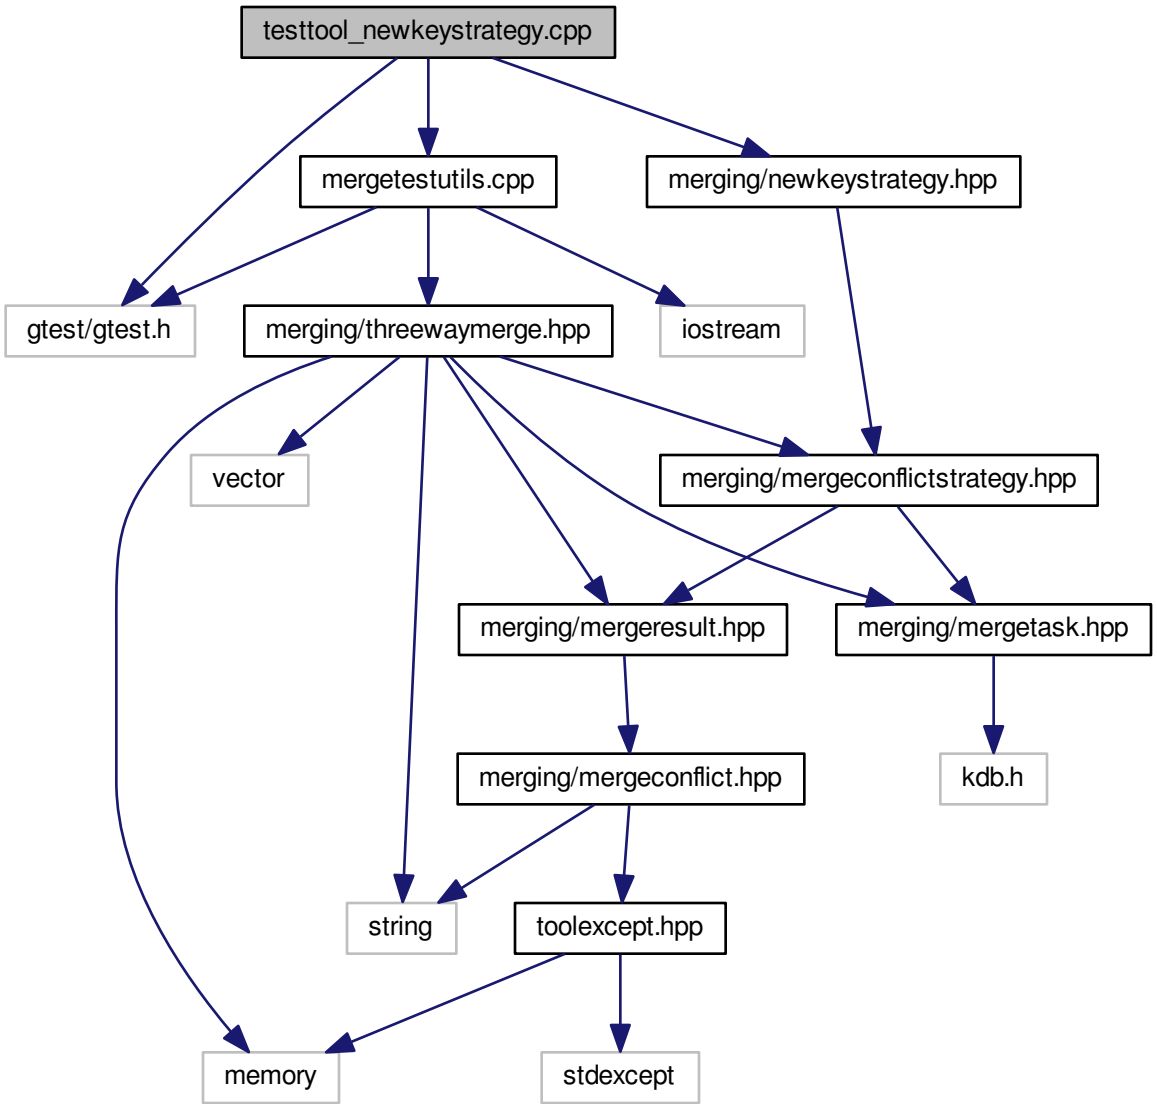 testtool_newkeystrategy.cpp
mergetestutils.cpp
merging/newkeystrategy.hpp
gtest/gtest.h
merging/threewaymerge.hpp
iostream
vector
merging/mergeconflictstrategy.hpp
merging/mergeresult.hpp
merging/mergetask.hpp
merging/mergeconflict.hpp
kdb.h
string
toolexcept.hpp
memory
stdexcept